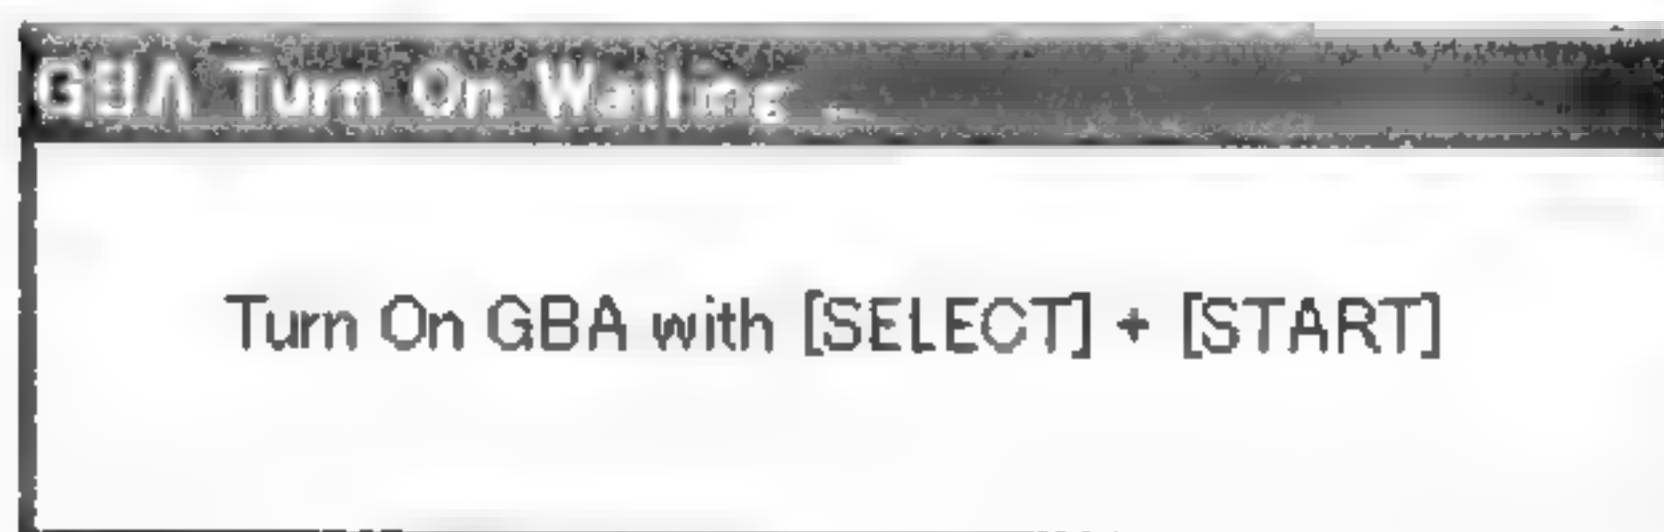 GBA Turn On Waiting ...
Turn On GBA with [SELECT] + [START]